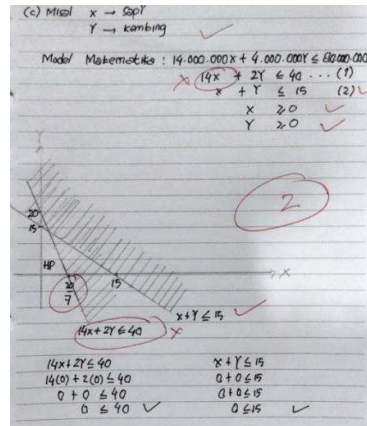 (c) Misal x → sapi
Y → kambing
Model Matematika : 14.000.000x + 4.000.000Y ≤ 80.000.000
14x + 2Y ≤ 40 ... (1)
x + Y ≤ 15 (2)
x ≥ 0
Y ≥ 0
2
20
15
HP
x
20/7
15
x+Y ≤ 15
14x+2Y ≤ 40
14x+2Y ≤ 40 x+Y ≤ 15
14(0)+2(0) ≤ 40 0+0 ≤ 15
0 + 0 ≤ 40 0+0 ≤ 15
0 ≤ 40 0 ≤ 15